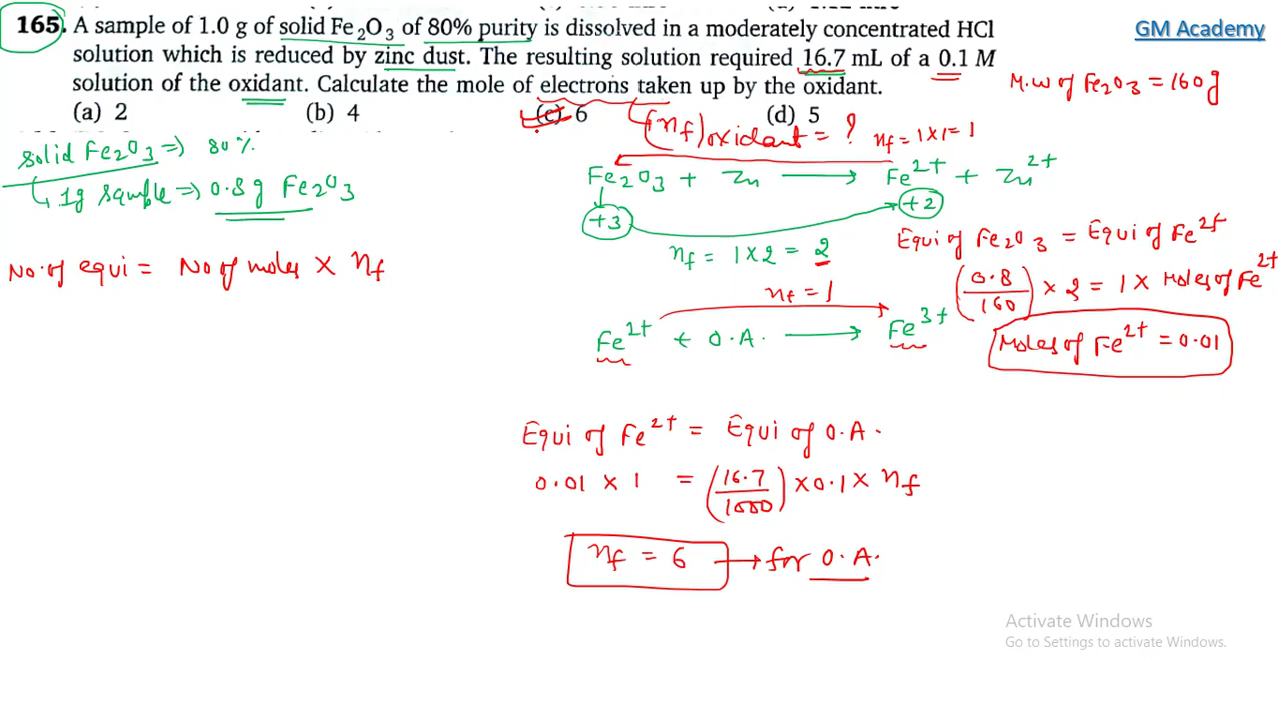 165. A sample of 1.0 g of solid Fe₂O₃ of 80% purity is dissolved in a moderately concentrated HCl
GM Academy
solution which is reduced by zinc dust. The resulting solution required 16.7 mL of a 0.1 M
solution of the oxidant. Calculate the mole of electrons taken up by the oxidant.
(a) 2 (b) 4 (c) 6 (d) 5
M.W of Fe₂O₃ = 160g
(nf) oxidant = ? nf = 1 x 1 = 1
solid Fe₂O₃ => 80%
1g sample => 0.8g Fe₂O₃
No. of equi = No of moles x nf
Fe₂O₃ + Zn → Fe²⁺ + Zn²⁺
+3 +2
nf = 1 x 2 = 2
nf = 1
Fe²⁺ + O.A. → Fe³⁺
Equi of Fe₂O₃ = Equi of Fe²⁺
(0.8/160) x 2 = 1 x Moles of Fe²⁺
Moles of Fe²⁺ = 0.01
Equi of Fe²⁺ = Equi of O.A.
0.01 x 1 = (16.7/1000) x 0.1 x nf
nf = 6 → for O.A.
Activate Windows
Go to Settings to activate Windows.